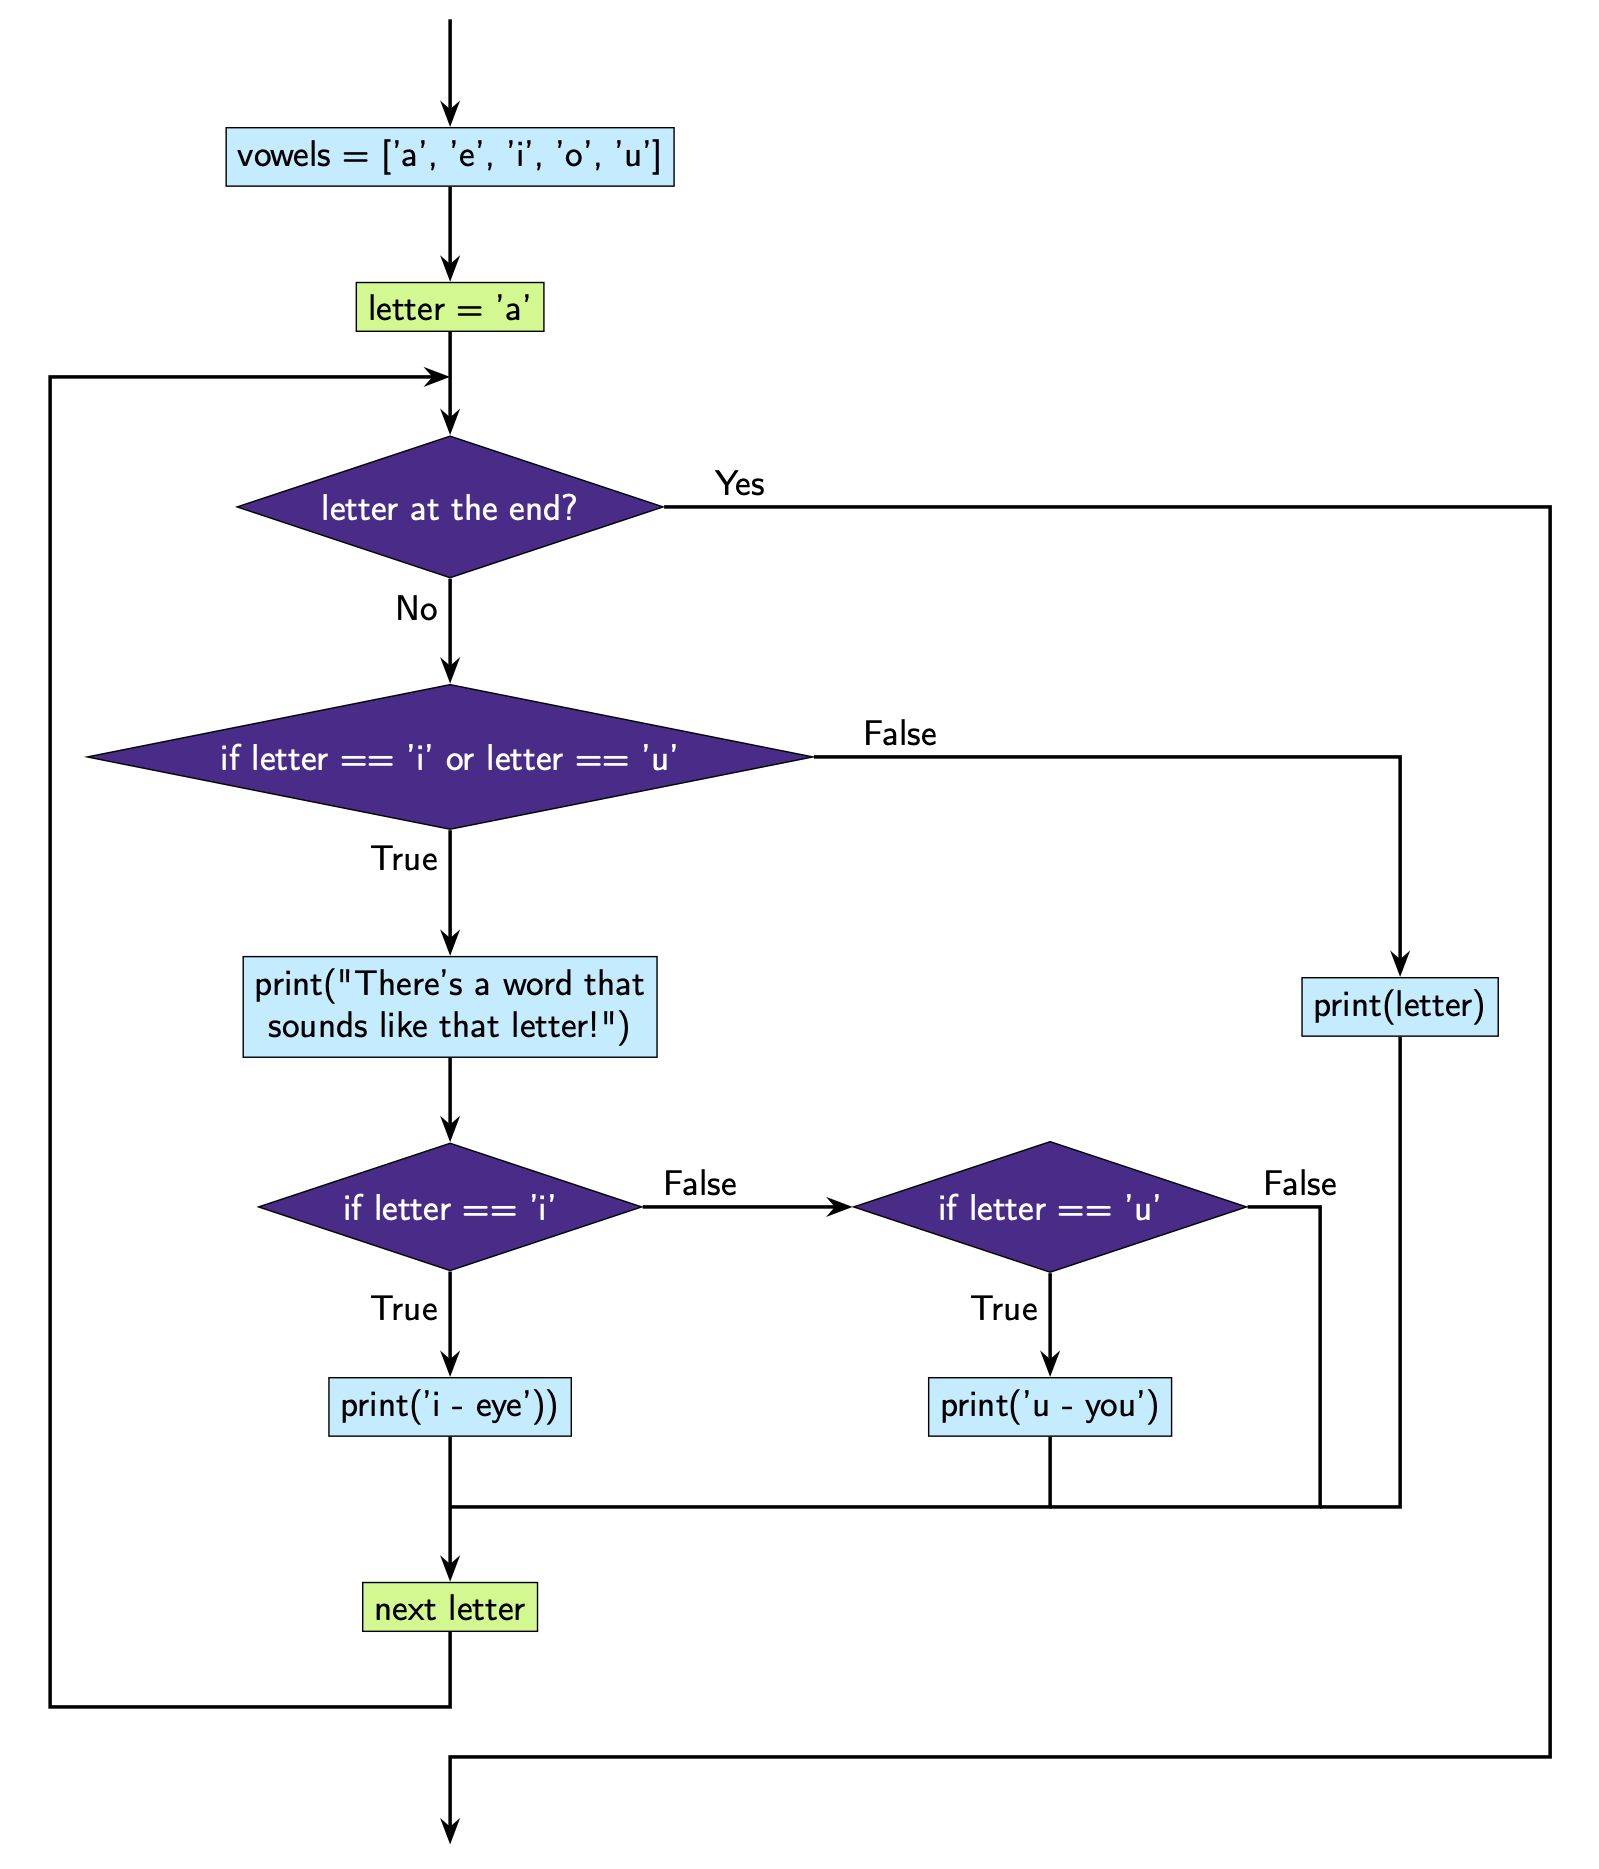 vowels = ['a', 'e', 'i', 'o', 'u']
letter = 'a'
letter at the end?
Yes
No
if letter == 'i' or letter == 'u'
False
True
print("There's a word that
sounds like that letter!")
print(letter)
if letter == 'i'
False
if letter == 'u'
False
True
True
print('i - eye'))
print('u - you')
next letter